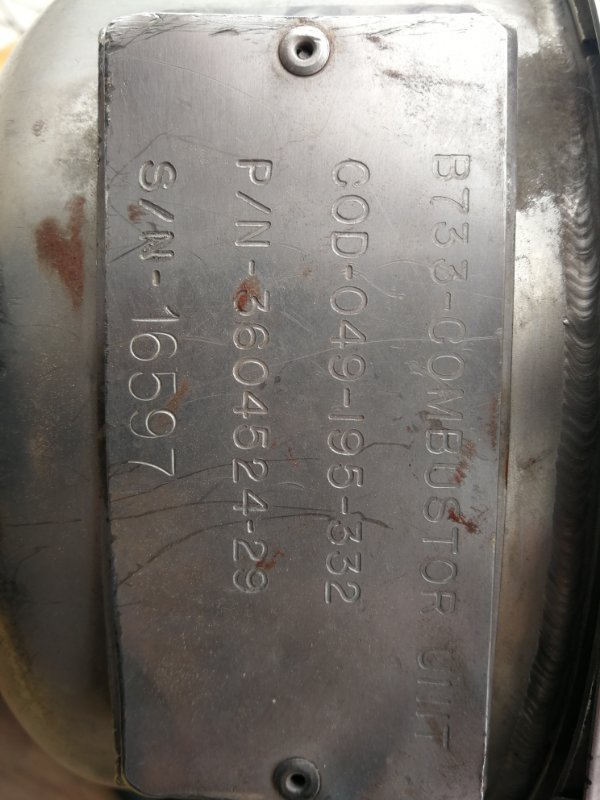 B733-COMBUSTOR UNIT
COD-049-195-332
P/N-3604524-29
S/N-16597